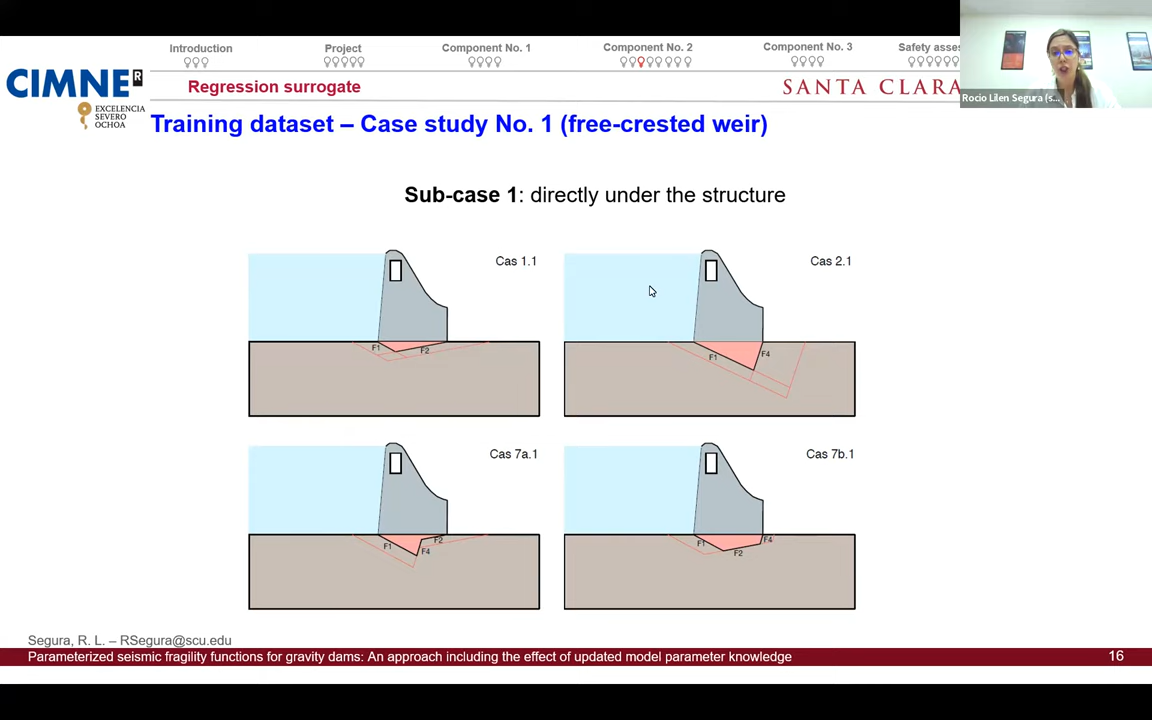 Introduction
Project
Component No. 1
Component No. 2
Component No. 3
Safety asses
CIMNE R
EXCELENCIA
SEVERO
OCHOA
Regression surrogate
SANTA CLARA
Rocio Lilen Segura (s...
Training dataset – Case study No. 1 (free-crested weir)
Sub-case 1: directly under the structure
Cas 1.1
F1
F2
Cas 2.1
F1
F4
Cas 7a.1
F1
F2
F4
Cas 7b.1
F1
F2
F4
Segura, R. L. – RSegura@scu.edu
Parameterized seismic fragility functions for gravity dams: An approach including the effect of updated model parameter knowledge
16